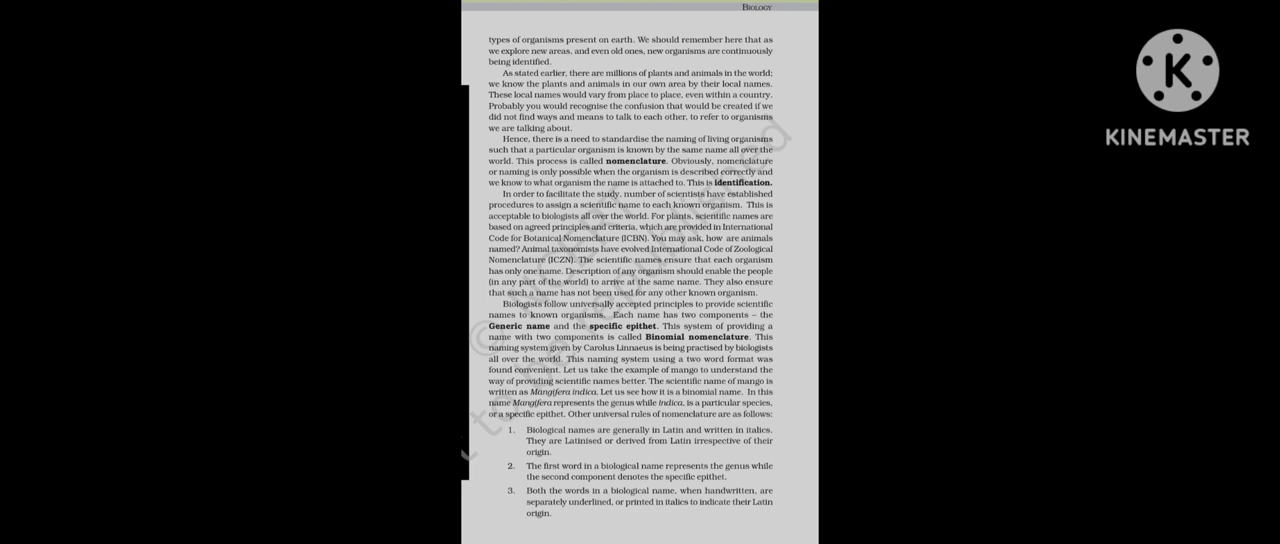 BIOLOGY
types of organisms present on earth. We should remember here that as
we explore new areas, and even old ones, new organisms are continuously
being identified.
As stated earlier, there are millions of plants and animals in the world;
we know the plants and animals in our own area by their local names.
These local names would vary from place to place, even within a country.
Probably you would recognise the confusion that would be created if we
did not find ways and means to talk to each other, to refer to organisms
we are talking about.
Hence, there is a need to standardise the naming of living organisms
such that a particular organism is known by the same name all over the
world. This process is called nomenclature. Obviously, nomenclature
or naming is only possible when the organism is described correctly and
we know to what organism the name is attached to. This is identification.
In order to facilitate the study, number of scientists have established
procedures to assign a scientific name to each known organism. This is
acceptable to biologists all over the world. For plants, scientific names are
based on agreed principles and criteria, which are provided in International
Code for Botanical Nomenclature (ICBN). You may ask, how are animals
named? Animal taxonomists have evolved International Code of Zoological
Nomenclature (ICZN). The scientific names ensure that each organism
has only one name. Description of any organism should enable the people
(in any part of the world) to arrive at the same name. They also ensure
that such a name has not been used for any other known organism.
Biologists follow universally accepted principles to provide scientific
names to known organisms. Each name has two components – the
Generic name and the specific epithet. This system of providing a
name with two components is called Binomial nomenclature. This
naming system given by Carolus Linnaeus is being practised by biologists
all over the world. This naming system using a two word format was
found convenient. Let us take the example of mango to understand the
way of providing scientific names better. The scientific name of mango is
written as Mangifera indica. Let us see how it is a binomial name. In this
name Mangifera represents the genus while indica, is a particular species,
or a specific epithet. Other universal rules of nomenclature are as follows:
1. Biological names are generally in Latin and written in italics.
They are Latinised or derived from Latin irrespective of their
origin.
2. The first word in a biological name represents the genus while
the second component denotes the specific epithet.
3. Both the words in a biological name, when handwritten, are
separately underlined, or printed in italics to indicate their Latin
origin.
K
KINEMASTER